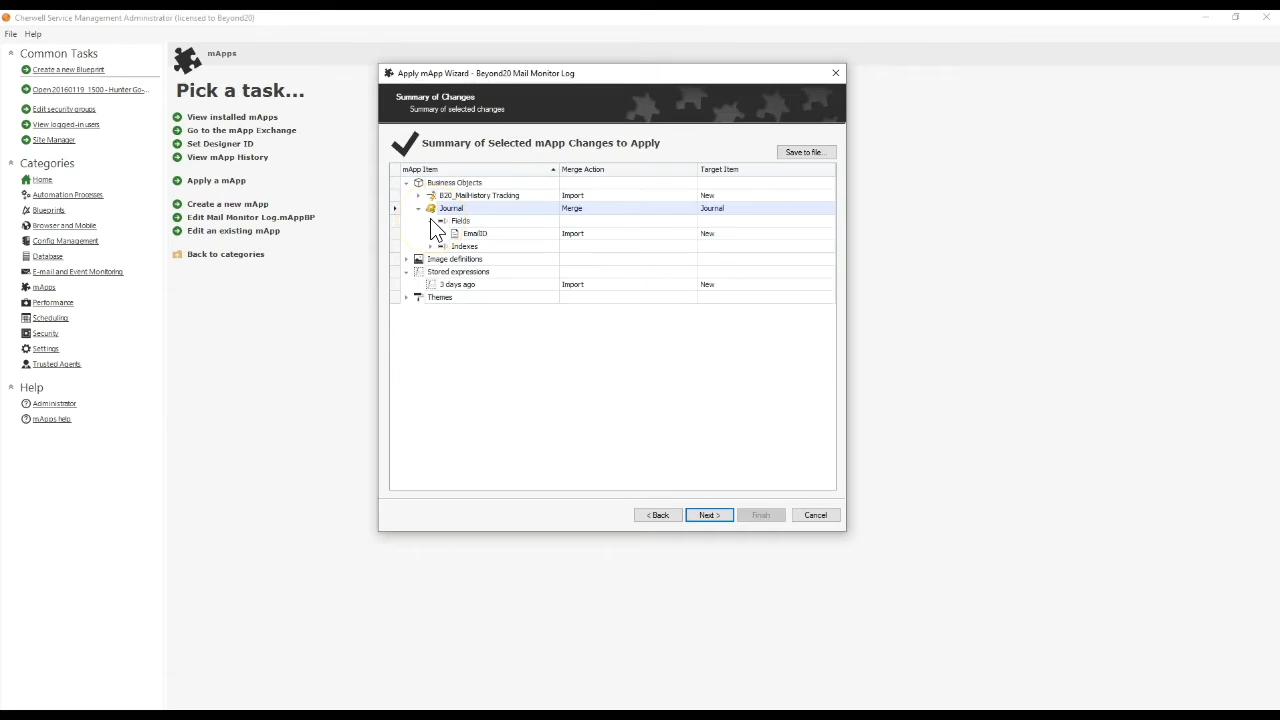 Cherwell Service Management Administrator (licensed to Beyond20)
File Help
Common Tasks
Create a new Blueprint
Open 20160119_1500 - Hunter Go-...
Edit security groups
View logged-in users
Site Manager
Categories
Home
Automation Processes
Blueprints
Browser and Mobile
Config Management
Database
E-mail and Event Monitoring
mApps
Performance
Scheduling
Security
Settings
Trusted Agents
Help
Administrator
mApps help
mApps
Pick a task...
View installed mApps
Go to the mApp Exchange
Set Designer ID
View mApp History
Apply a mApp
Create a new mApp
Edit Mail Monitor Log.mAppBP
Edit an existing mApp
Back to categories
Apply mApp Wizard - Beyond20 Mail Monitor Log
Summary of Changes
Summary of selected changes
Summary of Selected mApp Changes to Apply
Save to file...
mApp Item Merge Action Target Item
Business Objects
B20_MailHistory Tracking Import New
Journal Merge Journal
Fields
EmailID Import New
Indexes
Image definitions
Stored expressions
3 days ago Import New
Themes
< Back Next > Finish Cancel